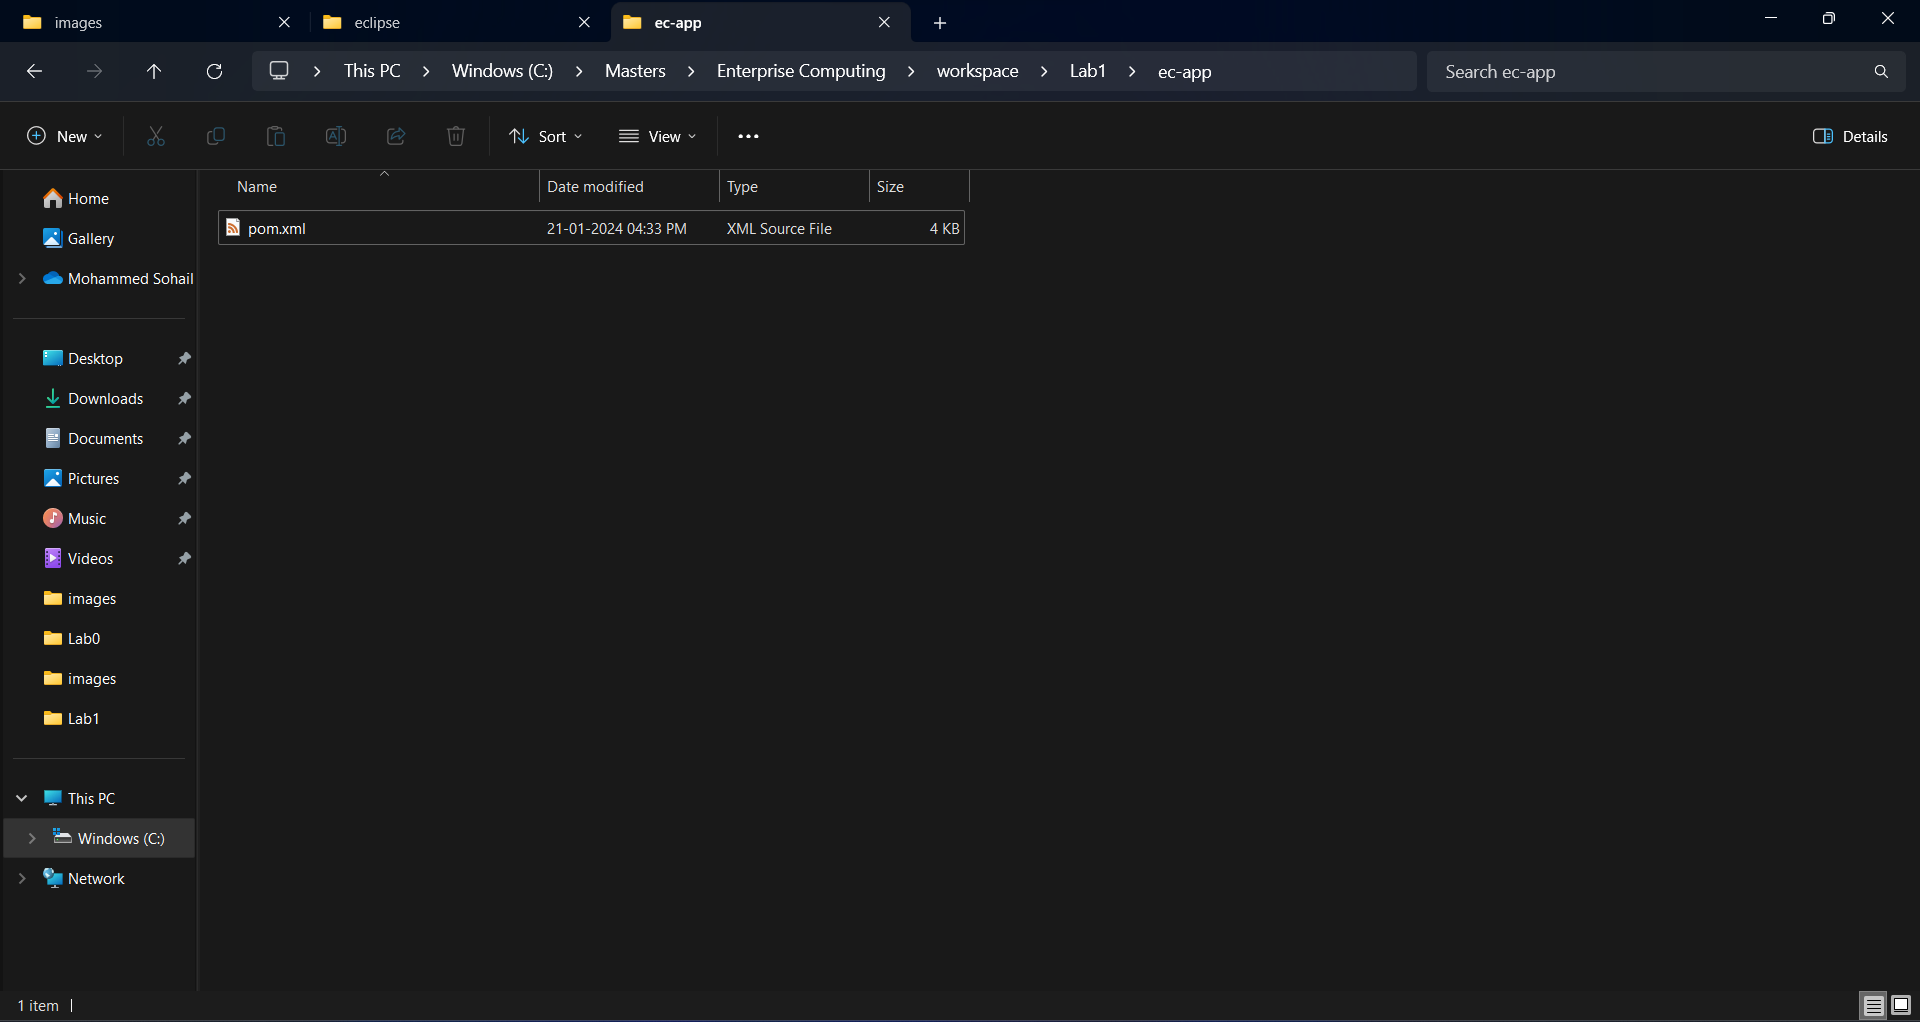 images
eclipse
ec-app
This PC > Windows (C:) > Masters > Enterprise Computing > workspace > Lab1 > ec-app
Search ec-app
New
Sort
View
Details
Name Date modified Type Size
pom.xml 21-01-2024 04:33 PM XML Source File 4 KB
Home
Gallery
Mohammed Sohail
Desktop
Downloads
Documents
Pictures
Music
Videos
images
Lab0
images
Lab1
This PC
Windows (C:)
Network
1 item